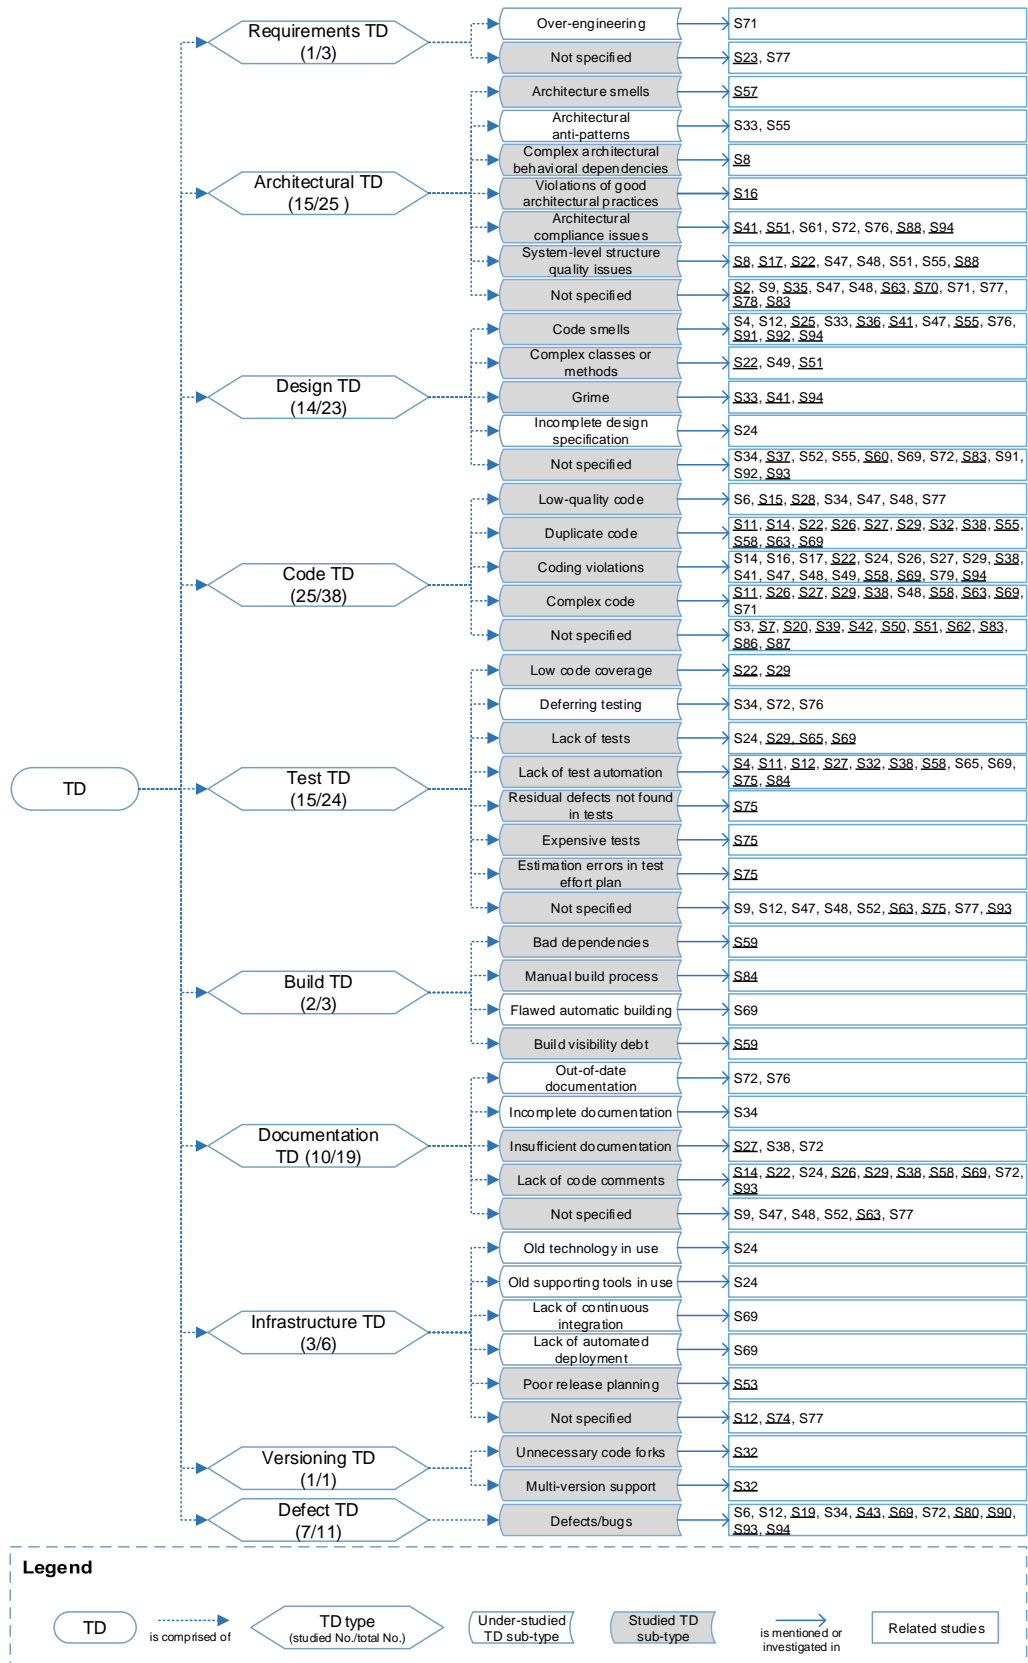 TD
Requirements TD
(1/3)
Over-engineering
S71
Not specified
S23, S77
Architectural TD
(15/25 )
Architecture smells
S57
Architectural
anti-patterns
S33, S55
Complex architectural
behavioral dependencies
S8
Violations of good
architectural practices
S16
Architectural
compliance issues
S41, S51, S61, S72, S76, S88, S94
System-level structure
quality issues
S8, S17, S22, S47, S48, S51, S55, S88
Not specified
S2, S9, S35, S47, S48, S63, S70, S71, S77,
S78, S83
Design TD
(14/23)
Code smells
S4, S12, S25, S33, S36, S41, S47, S55, S76,
S91, S92, S94
Complex classes or
methods
S22, S49, S51
Grime
S33, S41, S94
Incomplete design
specification
S24
Not specified
S34, S37, S52, S55, S60, S69, S72, S83, S91,
S92, S93
Code TD
(25/38)
Low-quality code
S6, S15, S28, S34, S47, S48, S77
Duplicate code
S11, S14, S22, S26, S27, S29, S32, S38, S55,
S58, S63, S69
Coding violations
S14, S16, S17, S22, S24, S26, S27, S29, S38,
S41, S47, S48, S49, S58, S69, S79, S94
Complex code
S11, S26, S27, S29, S38, S48, S58, S63, S69,
S71
Not specified
S3, S7, S20, S39, S42, S50, S51, S62, S83,
S86, S87
Test TD
(15/24)
Low code coverage
S22, S29
Deferring testing
S34, S72, S76
Lack of tests
S24, S29, S65, S69
Lack of test automation
S4, S11, S12, S27, S32, S38, S58, S65, S69,
S75, S84
Residual defects not found
in tests
S75
Expensive tests
S75
Estimation errors in test
effort plan
S75
Not specified
S9, S12, S47, S48, S52, S63, S75, S77, S93
Build TD
(2/3)
Bad dependencies
S59
Manual build process
S84
Flawed automatic building
S69
Build visibility debt
S59
Documentation
TD (10/19)
Out-of-date
documentation
S72, S76
Incomplete documentation
S34
Insufficient documentation
S27, S38, S72
Lack of code comments
S14, S22, S24, S26, S29, S38, S58, S69, S72,
S93
Not specified
S9, S47, S48, S52, S63, S77
Infrastructure TD
(3/6)
Old technology in use
S24
Old supporting tools in use
S24
Lack of continuous
integration
S69
Lack of automated
deployment
S69
Poor release planning
S53
Not specified
S12, S74, S77
Versioning TD
(1/1)
Unnecessary code forks
S32
Multi-version support
S32
Defect TD
(7/11)
Defects/bugs
S6, S12, S19, S34, S43, S69, S72, S80, S90,
S93, S94
Legend
TD
is comprised of
TD type
(studied No./total No.)
Under-studied
TD sub-type
Studied TD
sub-type
is mentioned or
investigated in
Related studies